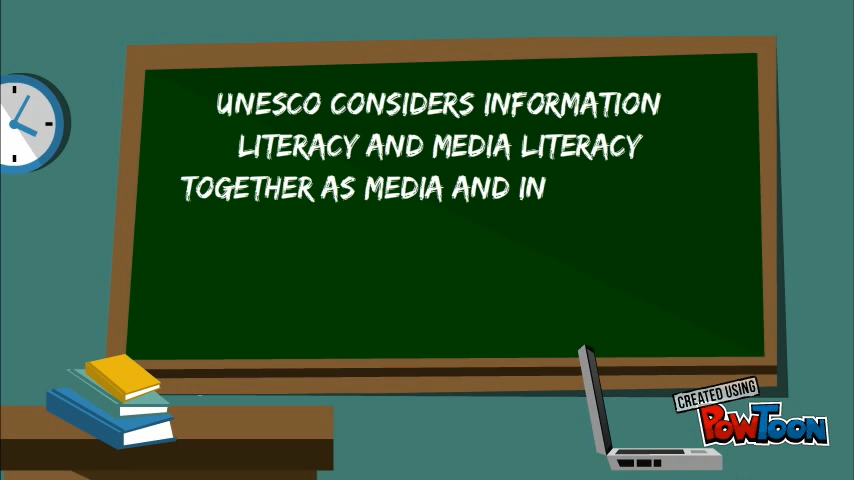 UNESCO CONSIDERS INFORMATION
LITERACY AND MEDIA LITERACY
TOGETHER AS MEDIA AND IN
CREATED USING
POWTOON